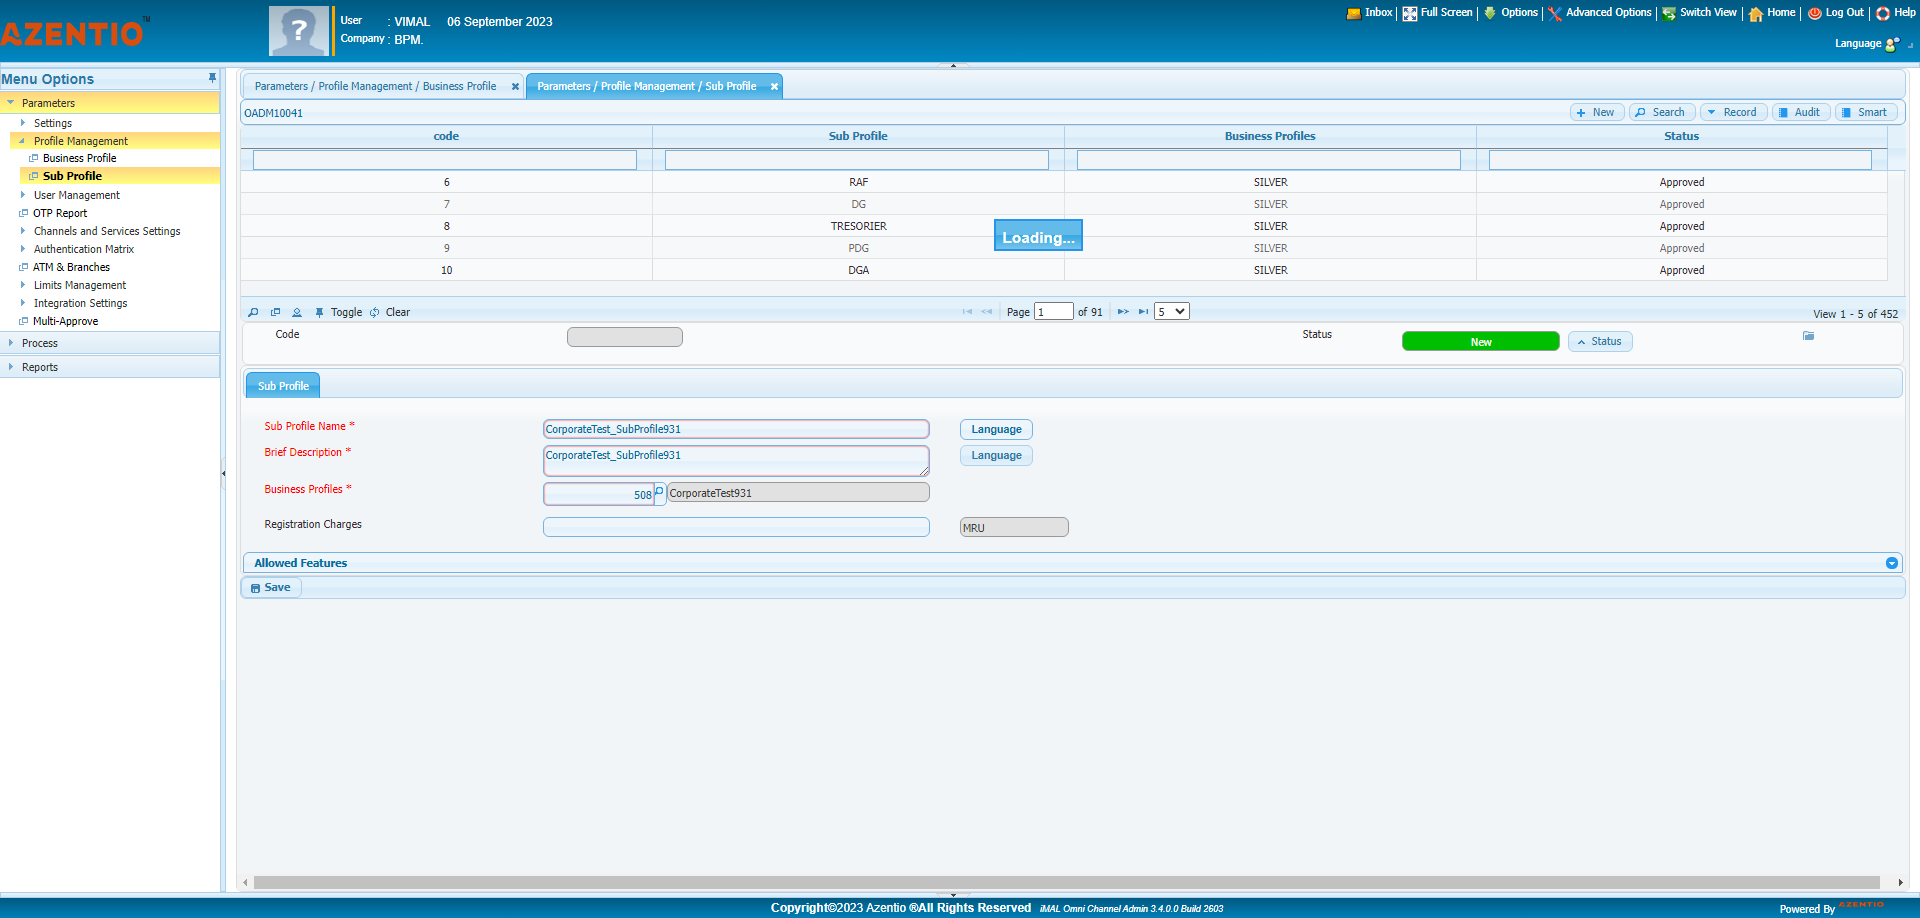 AZENTIO™
?
User : VIMAL 06 September 2023
Company : BPM.
Inbox Full Screen Options Advanced Options Switch View Home Log Out Help
Language
Menu Options
Parameters
Settings
Profile Management
Business Profile
Sub Profile
User Management
OTP Report
Channels and Services Settings
Authentication Matrix
ATM & Branches
Limits Management
Integration Settings
Multi-Approve
Process
Reports
Parameters / Profile Management / Business Profile
Parameters / Profile Management / Sub Profile
OADM10041
New Search Record Audit Smart
code Sub Profile Business Profiles Status
6 RAF SILVER Approved
7 DG SILVER Approved
8 TRESORIER SILVER Approved
9 PDG SILVER Approved
10 DGA SILVER Approved
Loading...
Toggle Clear
Page 1 of 91 5
View 1 - 5 of 452
Code Status New Status
Sub Profile
Sub Profile Name * CorporateTest_SubProfile931 Language
Brief Description * CorporateTest_SubProfile931 Language
Business Profiles * 508 CorporateTest931
Registration Charges MRU
Allowed Features
Save
Copyright©2023 Azentio ®All Rights Reserved iMAL Omni Channel Admin 3.4.0.0 Build 2603
Powered By AZENTIO